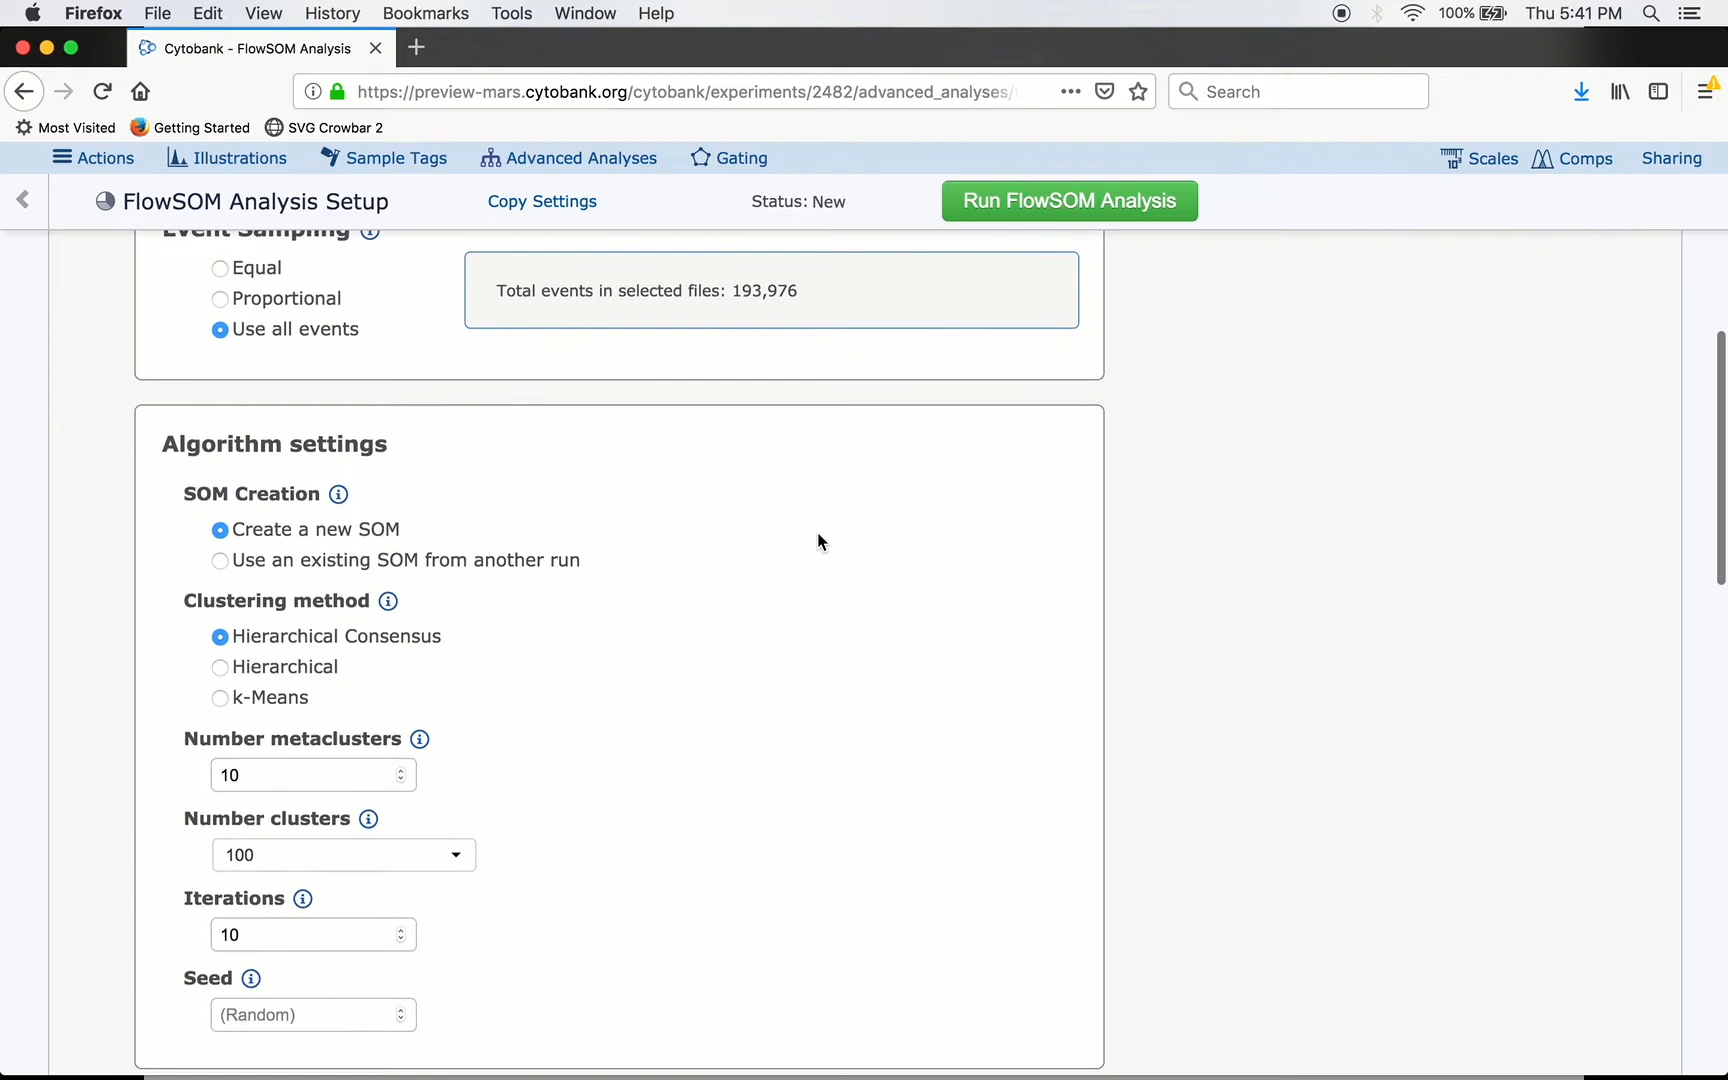 Firefox File Edit View History Bookmarks Tools Window Help 100% Thu 5:41 PM
Cytobank - FlowSOM Analysis
https://preview-mars.cytobank.org/cytobank/experiments/2482/advanced_analyses/ Search
Most Visited Getting Started SVG Crowbar 2
Actions Illustrations Sample Tags Advanced Analyses Gating Scales Comps Sharing
FlowSOM Analysis Setup Copy Settings Status: New Run FlowSOM Analysis
Event Sampling
Equal
Total events in selected files: 193,976
Proportional
Use all events
Algorithm settings
SOM Creation
Create a new SOM
Use an existing SOM from another run
Clustering method
Hierarchical Consensus
Hierarchical
k-Means
Number metaclusters
10
Number clusters
100
Iterations
10
Seed
(Random)